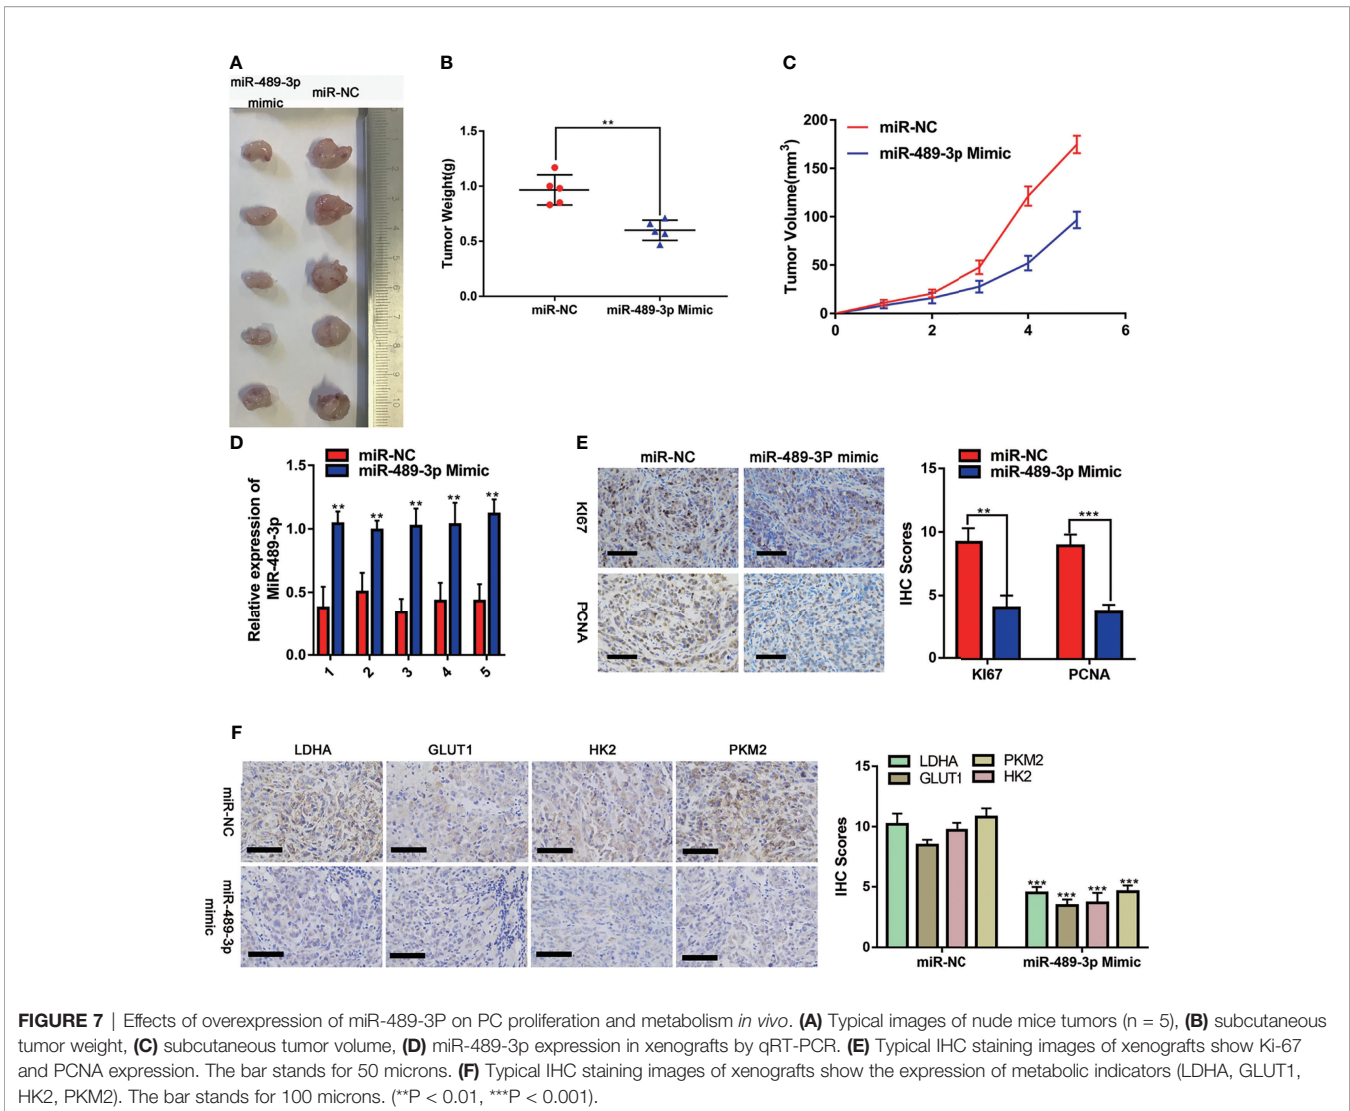 A
miR-489-3p
mimic
miR-NC
3
4
7
8
9
10
B
**
1.5
1.0
0.5
0.0
Tumor Weight(g)
miR-NC
miR-489-3p Mimic
C
miR-NC
miR-489-3p Mimic
200
150
100
50
0
Tumor Volume(mm3)
0
2
4
6
D
miR-NC
miR-489-3p Mimic
1.5
1.0
0.5
0.0
Relative expression of
MiR-489-3p
**
**
**
**
**
1
2
3
4
5
E
miR-NC
miR-489-3P mimic
KI67
PCNA
miR-NC
miR-489-3p Mimic
15
10
5
0
IHC Scores
**
***
KI67
PCNA
F
LDHA
GLUT1
HK2
PKM2
miR-NC
miR-489-3p
mimic
LDHA
PKM2
GLUT1
HK2
15
10
5
0
IHC Scores
***
***
***
***
miR-NC
miR-489-3p Mimic
FIGURE 7 | Effects of overexpression of miR-489-3P on PC proliferation and metabolism in vivo. (A) Typical images of nude mice tumors (n = 5), (B) subcutaneous
tumor weight, (C) subcutaneous tumor volume, (D) miR-489-3p expression in xenografts by qRT-PCR. (E) Typical IHC staining images of xenografts show Ki-67
and PCNA expression. The bar stands for 50 microns. (F) Typical IHC staining images of xenografts show the expression of metabolic indicators (LDHA, GLUT1,
HK2, PKM2). The bar stands for 100 microns. (**P < 0.01, ***P < 0.001).